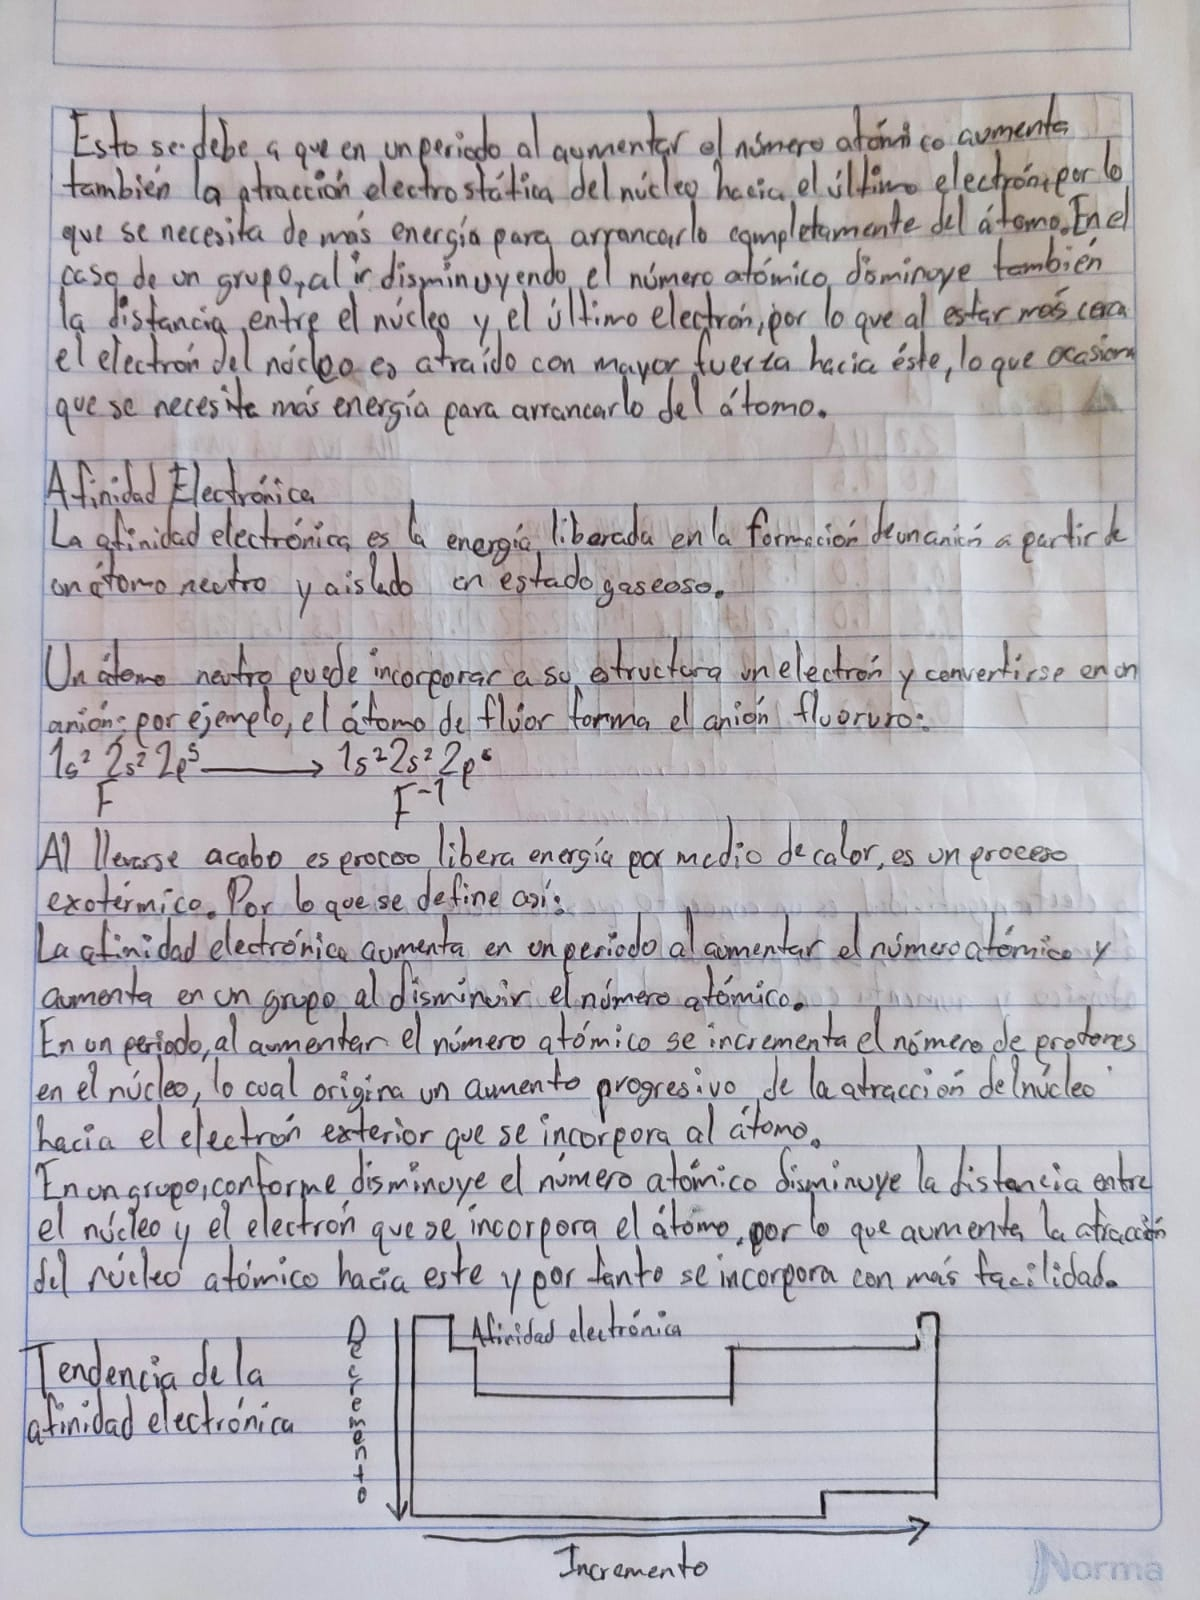 Esto se debe a que en un periodo al aumentar el número atómico aumenta
también la atracción electrostática del núcleo hacia el último electrón, por lo
que se necesita de más energía para arrancarlo completamente del átomo. En el
caso de un grupo, al ir disminuyendo el número atómico disminuye también
la distancia entre el núcleo y el último electrón, por lo que al estar más cerca
el electrón del núcleo es atraído con mayor fuerza hacia éste, lo que ocasiona
que se necesite más energía para arrancarlo del átomo.
Afinidad Electrónica
La afinidad electrónica es la energía liberada en la formación de un anión a partir de
un átomo neutro y aislado en estado gaseoso.
Un átomo neutro puede incorporar a su estructura un electrón y convertirse en un
anión; por ejemplo, el átomo de flúor forma el anión fluoruro:
1s² 2s² 2p⁵ → 1s² 2s² 2p⁶
F F⁻¹
Al llevarse acabo es proceso libera energía por medio de calor, es un proceso
exotérmico. Por lo que se define así:
La afinidad electrónica aumenta en un periodo al aumentar el número atómico y
aumenta en un grupo al disminuir el número atómico.
En un periodo, al aumentar el número atómico se incrementa el número de protones
en el núcleo, lo cual origina un aumento progresivo de la atracción del núcleo
hacia el electrón exterior que se incorpora al átomo.
En un grupo, conforme disminuye el número atómico disminuye la distancia entre
el núcleo y el electrón que se incorpora el átomo, por lo que aumenta la atracción
del núcleo atómico hacia este y por tanto se incorpora con más facilidad.
Tendencia de la
afinidad electrónica
Decremento
Afinidad electrónica
Incremento
Norma